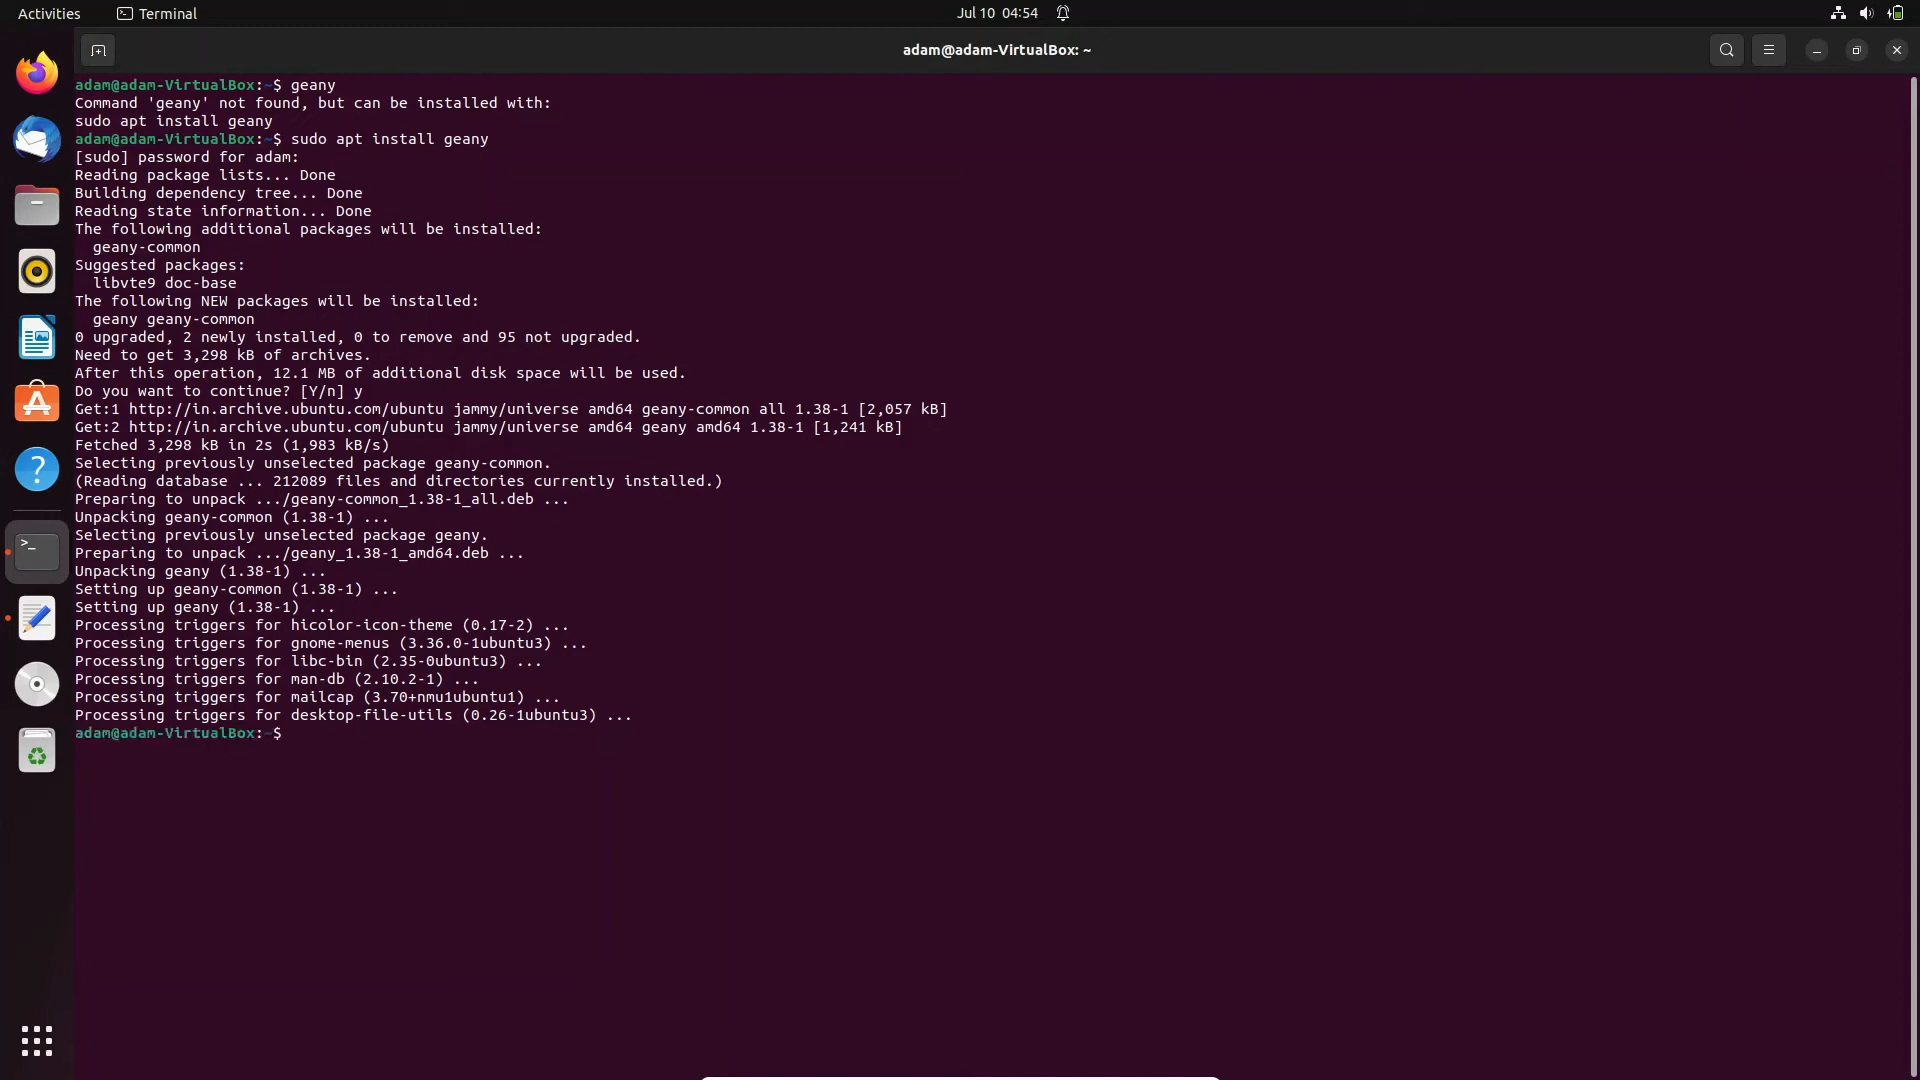 Activities Terminal Jul 10 04:54
adam@adam-VirtualBox: ~
adam@adam-VirtualBox:~$ geany
Command 'geany' not found, but can be installed with:
sudo apt install geany
adam@adam-VirtualBox:~$ sudo apt install geany
[sudo] password for adam:
Reading package lists... Done
Building dependency tree... Done
Reading state information... Done
The following additional packages will be installed:
  geany-common
Suggested packages:
  libvte9 doc-base
The following NEW packages will be installed:
  geany geany-common
0 upgraded, 2 newly installed, 0 to remove and 95 not upgraded.
Need to get 3,298 kB of archives.
After this operation, 12.1 MB of additional disk space will be used.
Do you want to continue? [Y/n] y
Get:1 http://in.archive.ubuntu.com/ubuntu jammy/universe amd64 geany-common all 1.38-1 [2,057 kB]
Get:2 http://in.archive.ubuntu.com/ubuntu jammy/universe amd64 geany amd64 1.38-1 [1,241 kB]
Fetched 3,298 kB in 2s (1,983 kB/s)
Selecting previously unselected package geany-common.
(Reading database ... 212089 files and directories currently installed.)
Preparing to unpack .../geany-common_1.38-1_all.deb ...
Unpacking geany-common (1.38-1) ...
Selecting previously unselected package geany.
Preparing to unpack .../geany_1.38-1_amd64.deb ...
Unpacking geany (1.38-1) ...
Setting up geany-common (1.38-1) ...
Setting up geany (1.38-1) ...
Processing triggers for hicolor-icon-theme (0.17-2) ...
Processing triggers for gnome-menus (3.36.0-1ubuntu3) ...
Processing triggers for libc-bin (2.35-0ubuntu3) ...
Processing triggers for man-db (2.10.2-1) ...
Processing triggers for mailcap (3.70+nmu1ubuntu1) ...
Processing triggers for desktop-file-utils (0.26-1ubuntu3) ...
adam@adam-VirtualBox:~$